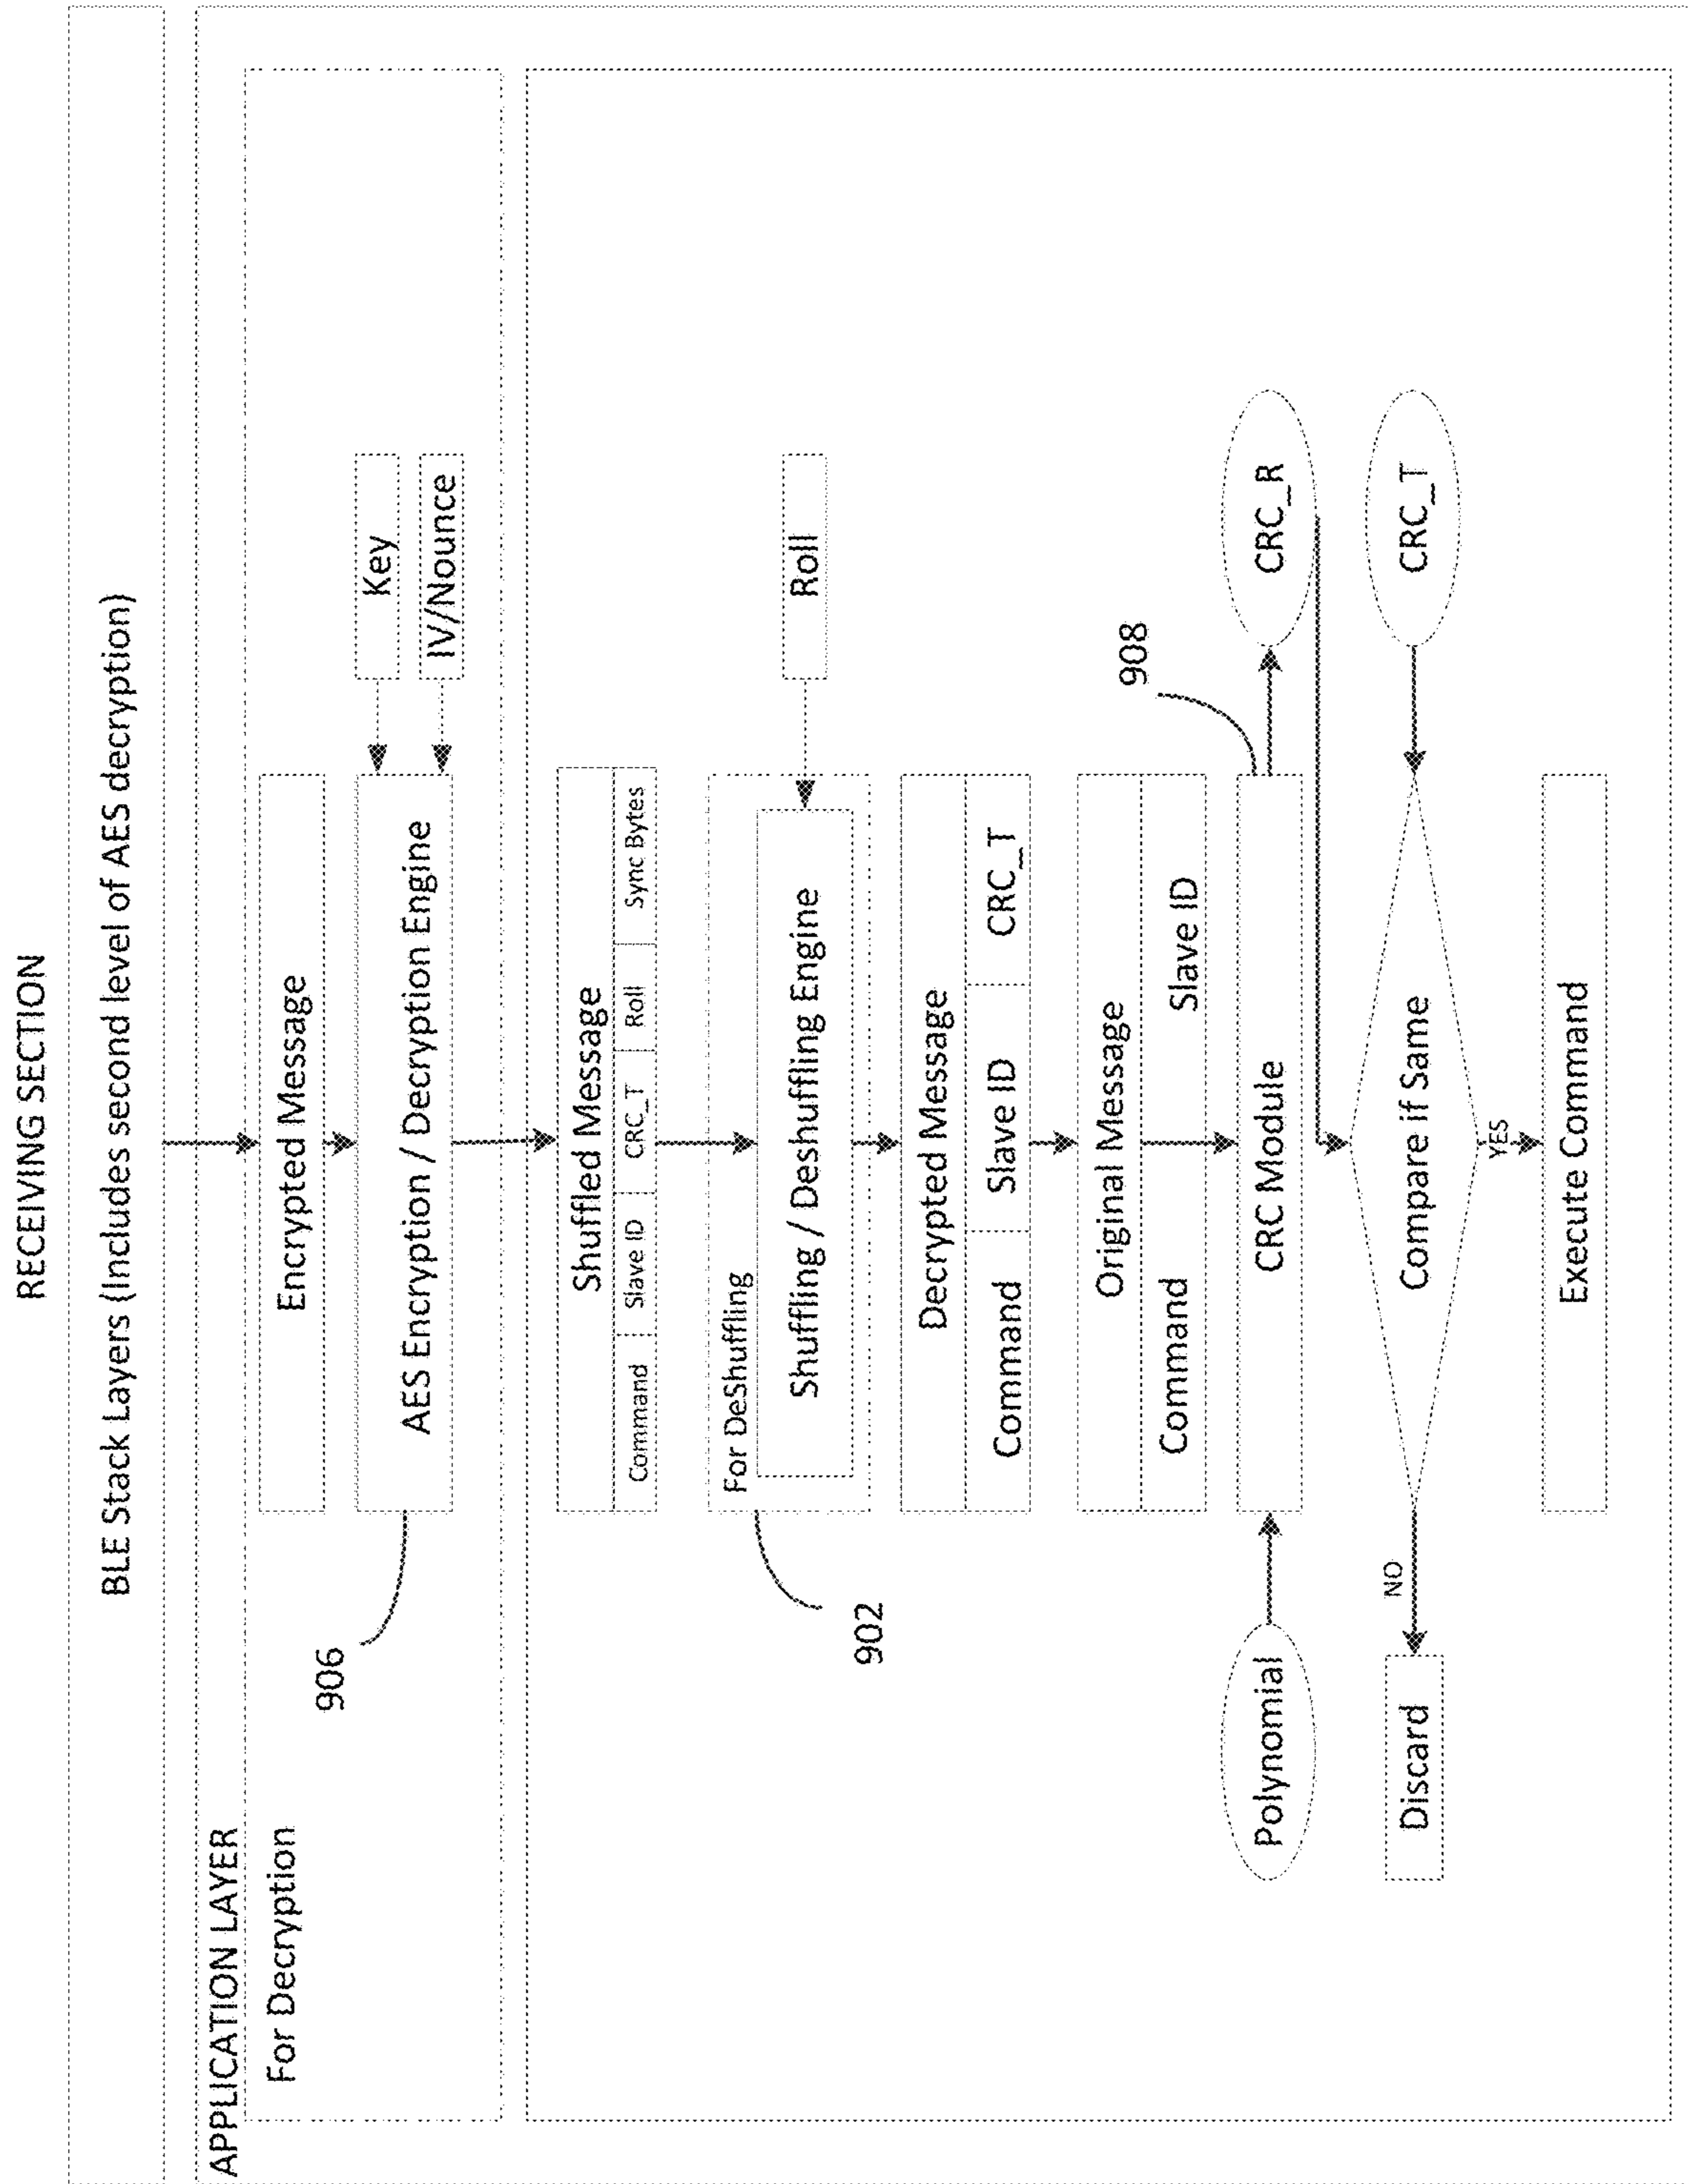 RECEIVING SECTION
BLE Stack Layers (Includes second level of AES decryption)
APPLICATION LAYER
For Decryption
Encrypted Message
906
AES Encryption / Decryption Engine
Key
IV/Nounce
Shuffled Message
Command Slave ID CRC_T Roll Sync Bytes
For DeShuffling
902
Shuffling / Deshuffling Engine
Roll
Decrypted Message
Command Slave ID CRC_T
Original Message
Command Slave ID
908
Polynomial
CRC Module
CRC_R
Discard
NO
Compare if Same
CRC_T
YES
Execute Command